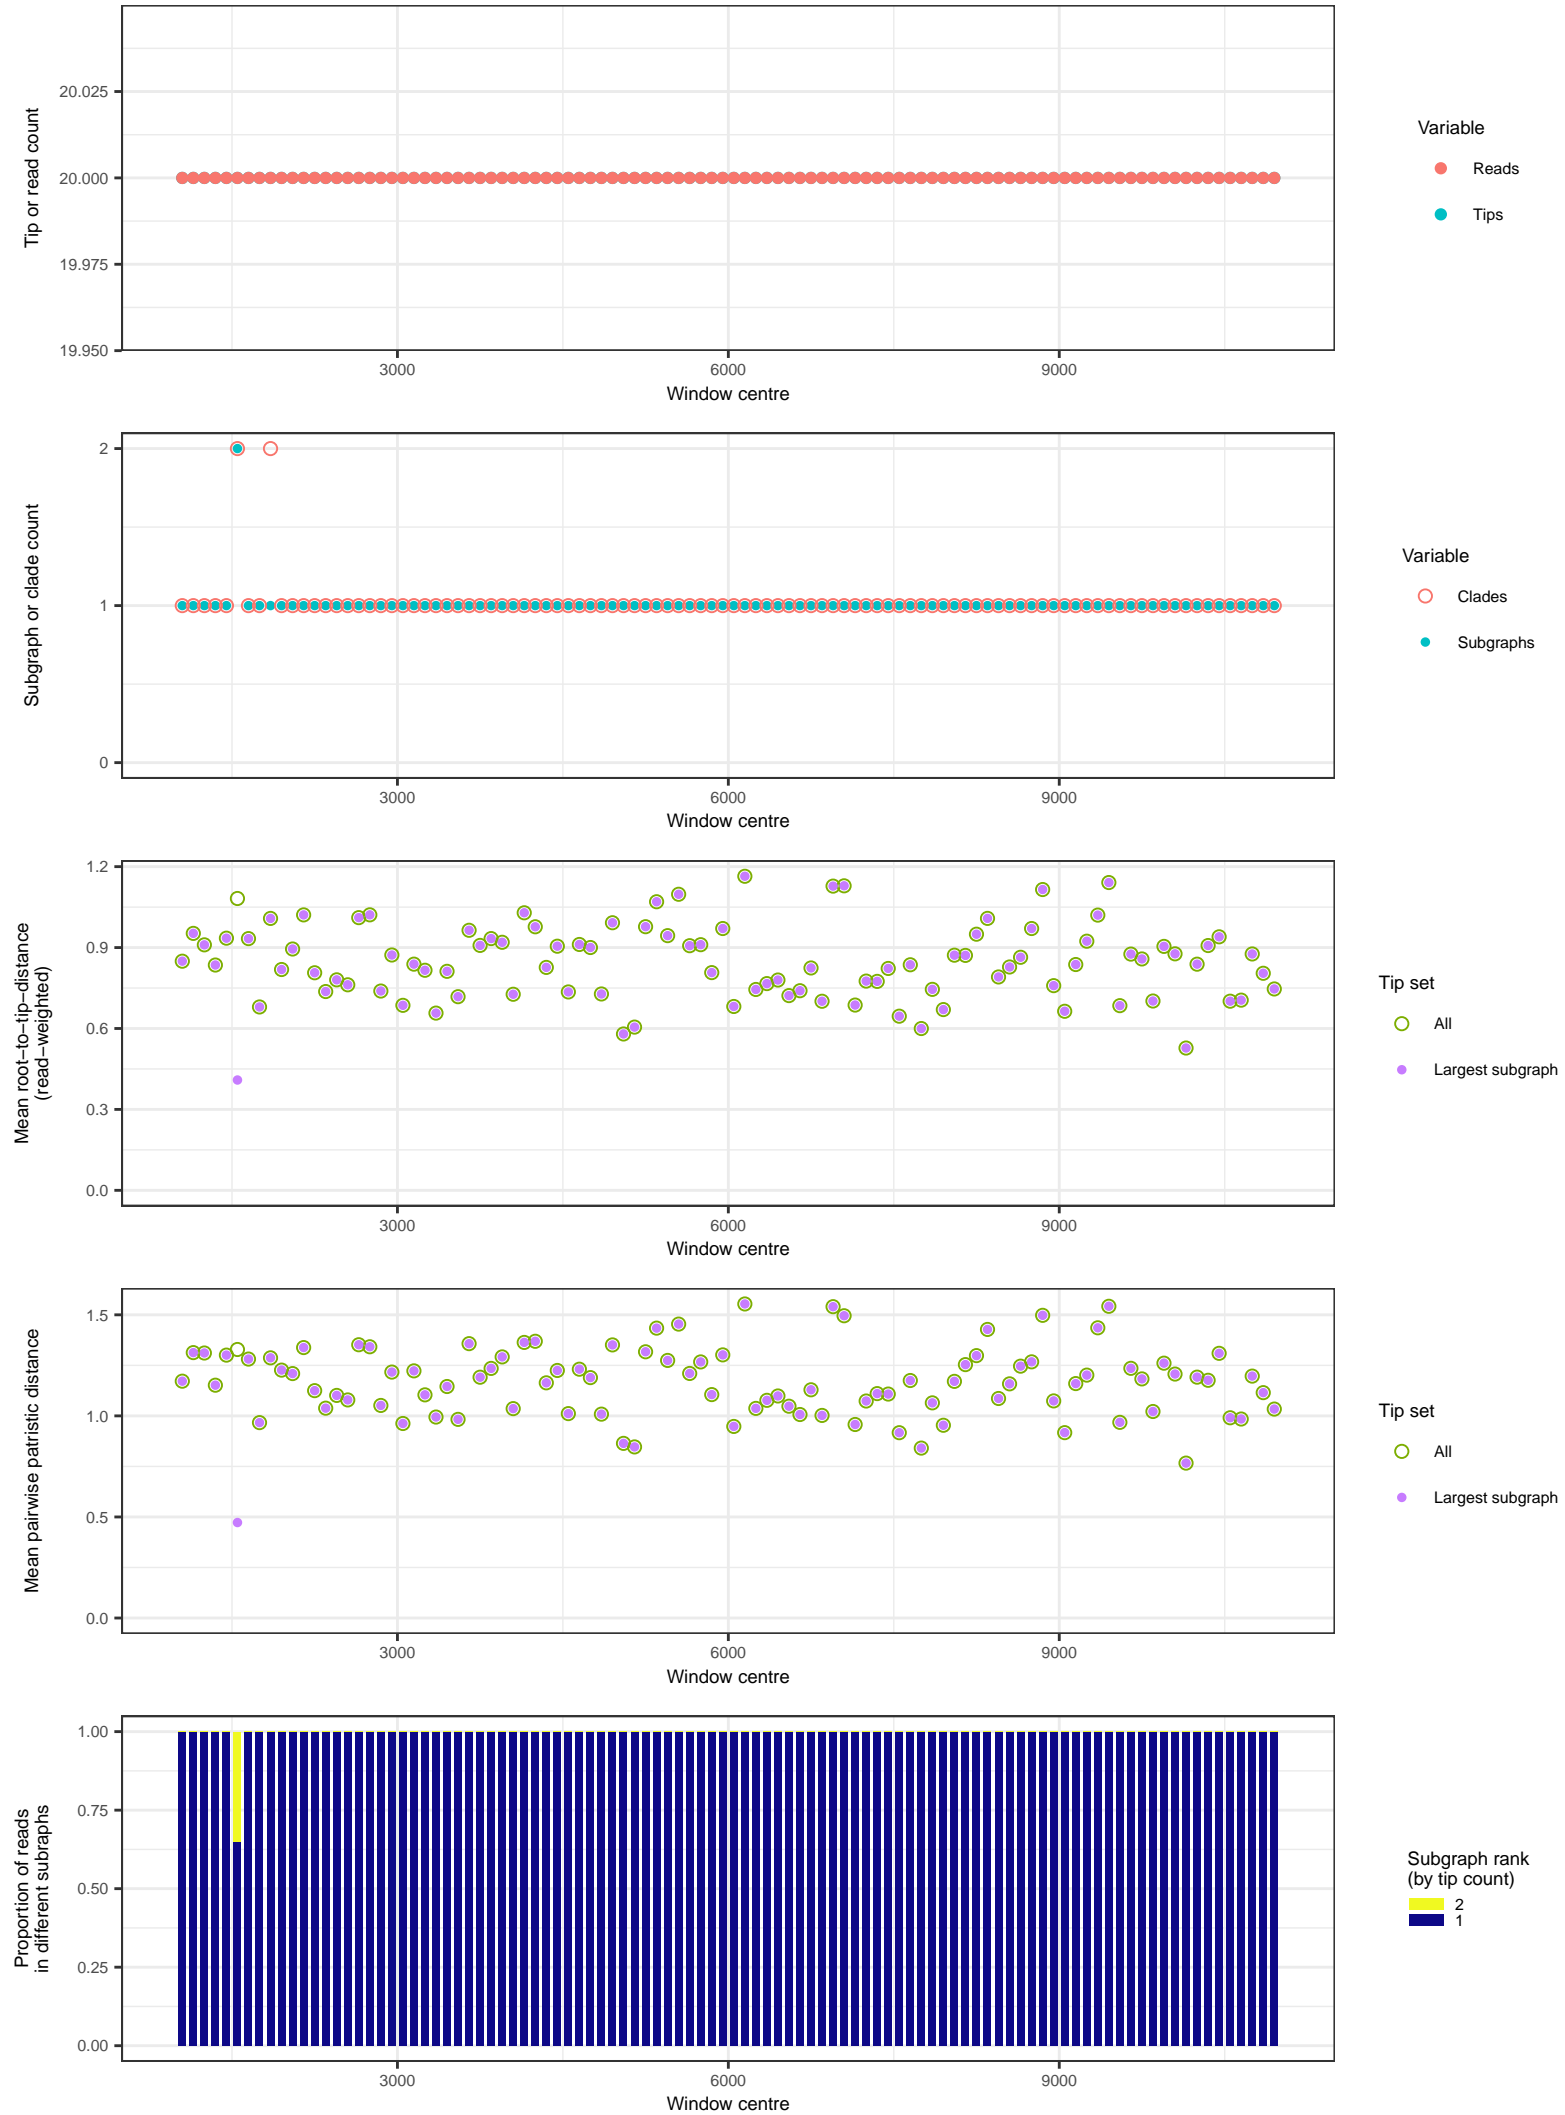 20.025
20.000
19.975
19.950
Tip or read count
3000
6000
9000
Window centre
Variable
Reads
Tips
2
1
0
Subgraph or clade count
3000
6000
9000
Window centre
Variable
Clades
Subgraphs
1.2
0.9
0.6
0.3
0.0
Mean root−to−tip−distance
(read−weighted)
3000
6000
9000
Window centre
Tip set
All
Largest subgraph
1.5
1.0
0.5
0.0
Mean pairwise patristic distance
3000
6000
9000
Window centre
Tip set
All
Largest subgraph
1.00
0.75
0.50
0.25
0.00
Proportion of reads
in different subraphs
3000
6000
9000
Window centre
Subgraph rank
(by tip count)
2
1